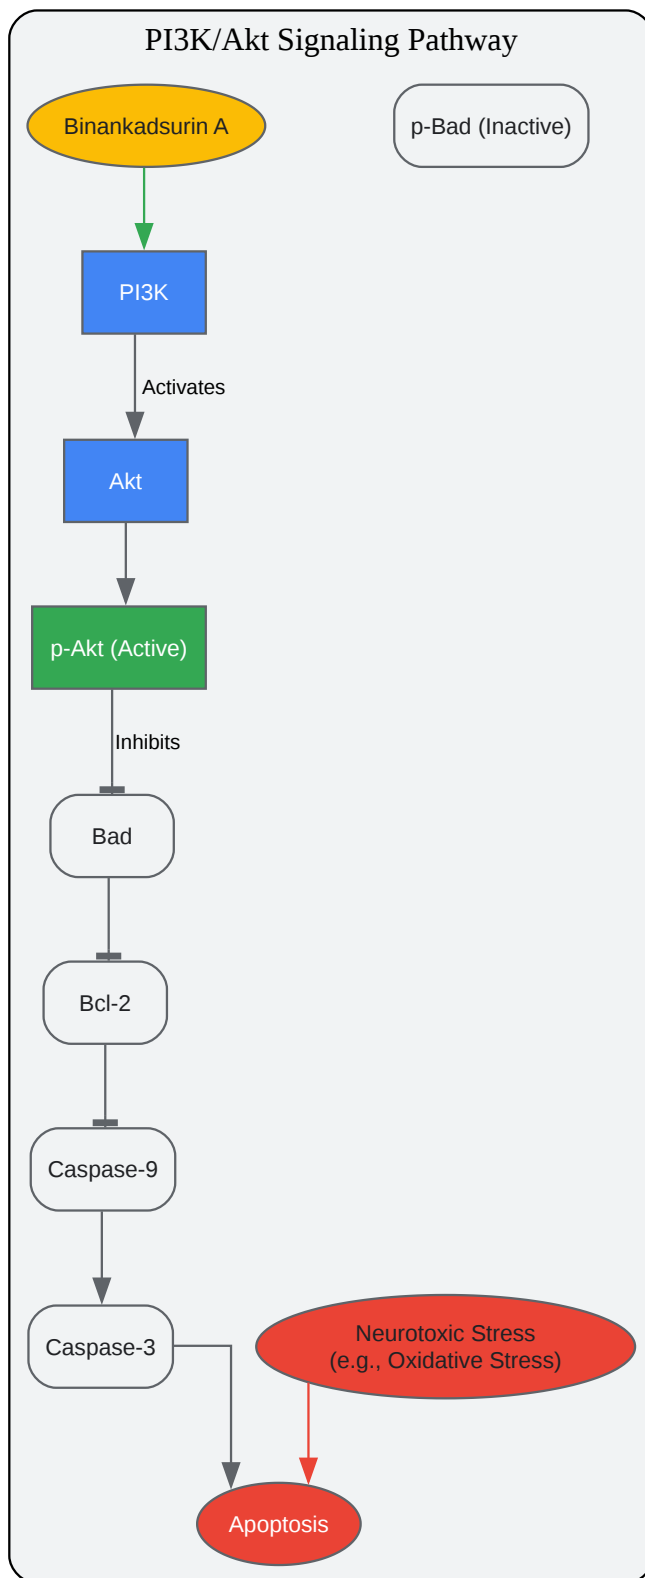 PI3K/Akt Signaling Pathway
Binankadsurin A
p-Bad (Inactive)
PI3K
Activates
Akt
p-Akt (Active)
Inhibits
Bad
Bcl-2
Caspase-9
Caspase-3
Neurotoxic Stress
(e.g., Oxidative Stress)
Apoptosis